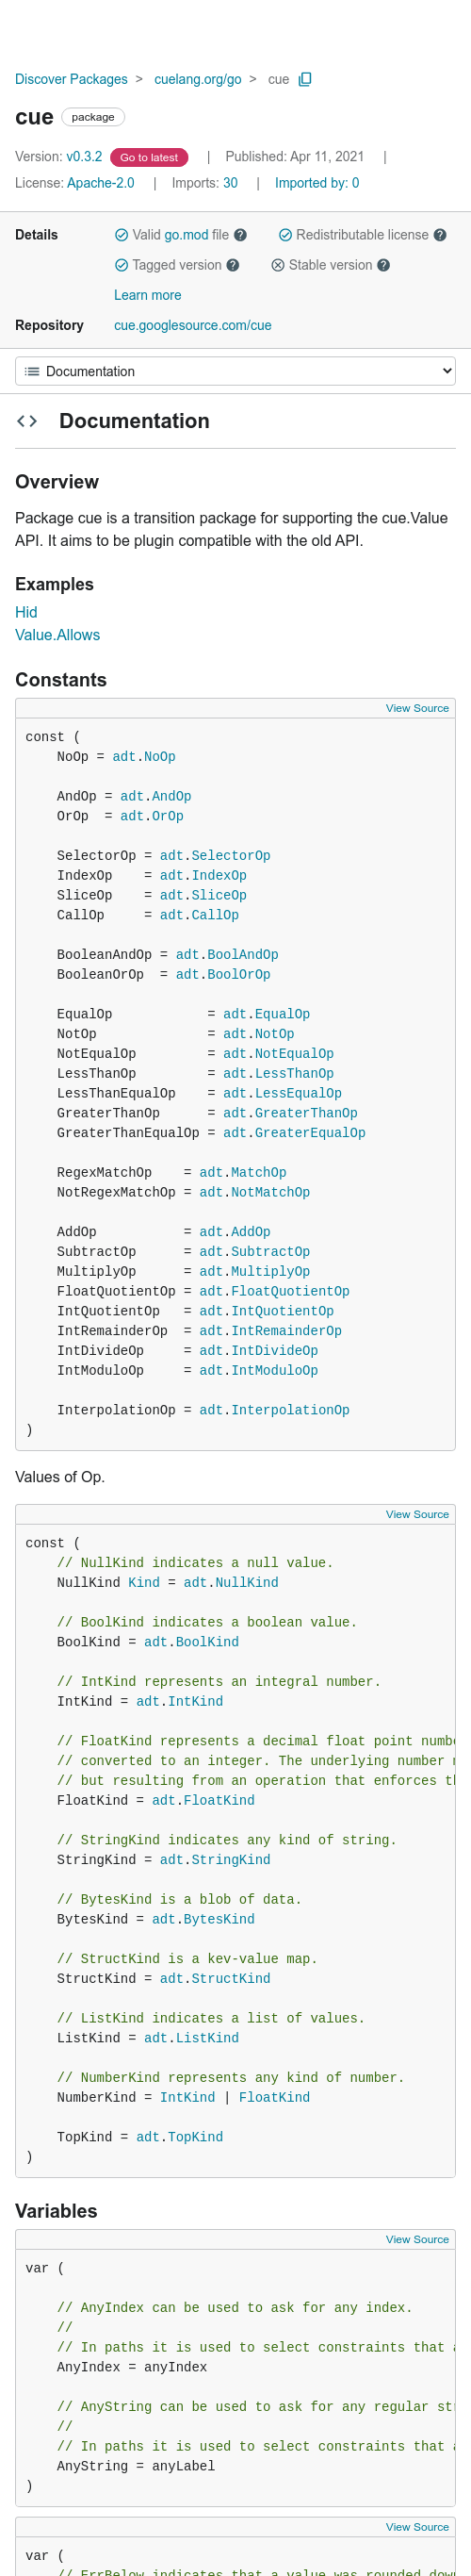 Discover Packages > cuelang.org/go > cue
cue package
Version: v0.3.2 Go to latest | Published: Apr 11, 2021 |
License: Apache-2.0 | Imports: 30 | Imported by: 0
Details Valid go.mod file Redistributable license
Tagged version Stable version
Learn more
Repository cue.googlesource.com/cue
Documentation
Documentation
Overview
Package cue is a transition package for supporting the cue.Value
API. It aims to be plugin compatible with the old API.
Examples
Hid
Value.Allows
Constants
View Source
const (
NoOp = adt.NoOp
AndOp = adt.AndOp
OrOp = adt.OrOp
SelectorOp = adt.SelectorOp
IndexOp = adt.IndexOp
SliceOp = adt.SliceOp
CallOp = adt.CallOp
BooleanAndOp = adt.BoolAndOp
BooleanOrOp = adt.BoolOrOp
EqualOp = adt.EqualOp
NotOp = adt.NotOp
NotEqualOp = adt.NotEqualOp
LessThanOp = adt.LessThanOp
LessThanEqualOp = adt.LessEqualOp
GreaterThanOp = adt.GreaterThanOp
GreaterThanEqualOp = adt.GreaterEqualOp
RegexMatchOp = adt.MatchOp
NotRegexMatchOp = adt.NotMatchOp
AddOp = adt.AddOp
SubtractOp = adt.SubtractOp
MultiplyOp = adt.MultiplyOp
FloatQuotientOp = adt.FloatQuotientOp
IntQuotientOp = adt.IntQuotientOp
IntRemainderOp = adt.IntRemainderOp
IntDivideOp = adt.IntDivideOp
IntModuloOp = adt.IntModuloOp
InterpolationOp = adt.InterpolationOp
)
Values of Op.
View Source
const (
// NullKind indicates a null value.
NullKind Kind = adt.NullKind
// BoolKind indicates a boolean value.
BoolKind = adt.BoolKind
// IntKind represents an integral number.
IntKind = adt.IntKind
// FloatKind represents a decimal float point numbe
// converted to an integer. The underlying number
// but resulting from an operation that enforces
FloatKind = adt.FloatKind
// StringKind indicates any kind of string.
StringKind = adt.StringKind
// BytesKind is a blob of data.
BytesKind = adt.BytesKind
// StructKind is a kev-value map.
StructKind = adt.StructKind
// ListKind indicates a list of values.
ListKind = adt.ListKind
// NumberKind represents any kind of number.
NumberKind = IntKind | FloatKind
TopKind = adt.TopKind
)
Variables
View Source
var (
// AnyIndex can be used to ask for any index.
//
// In paths it is used to select constraints that
AnyIndex = anyIndex
// AnyString can be used to ask for any regular
//
// In paths it is used to select constraints that
AnyString = anyLabel
)
View Source
var (
// ErrBelow indicates that a value was rounded